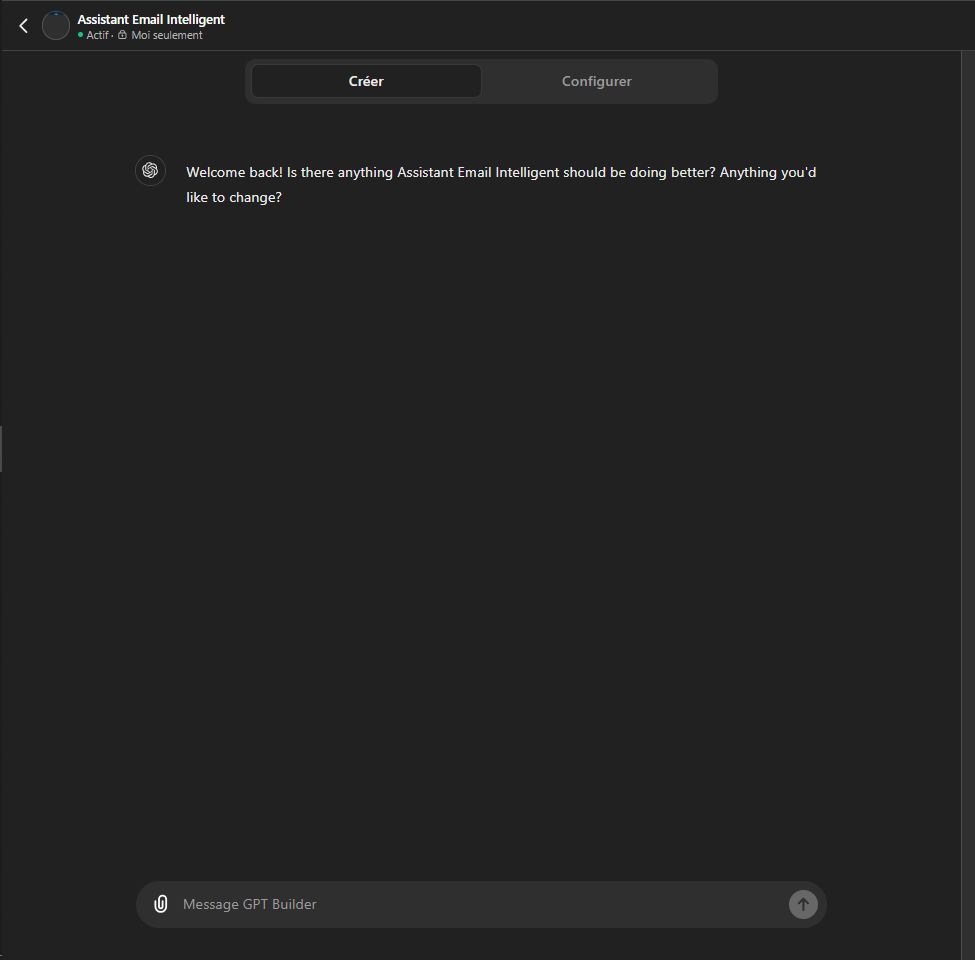 Assistant Email Intelligent
Actif · Moi seulement
Créer
Configurer
Welcome back! Is there anything Assistant Email Intelligent should be doing better? Anything you'd
like to change?
Message GPT Builder